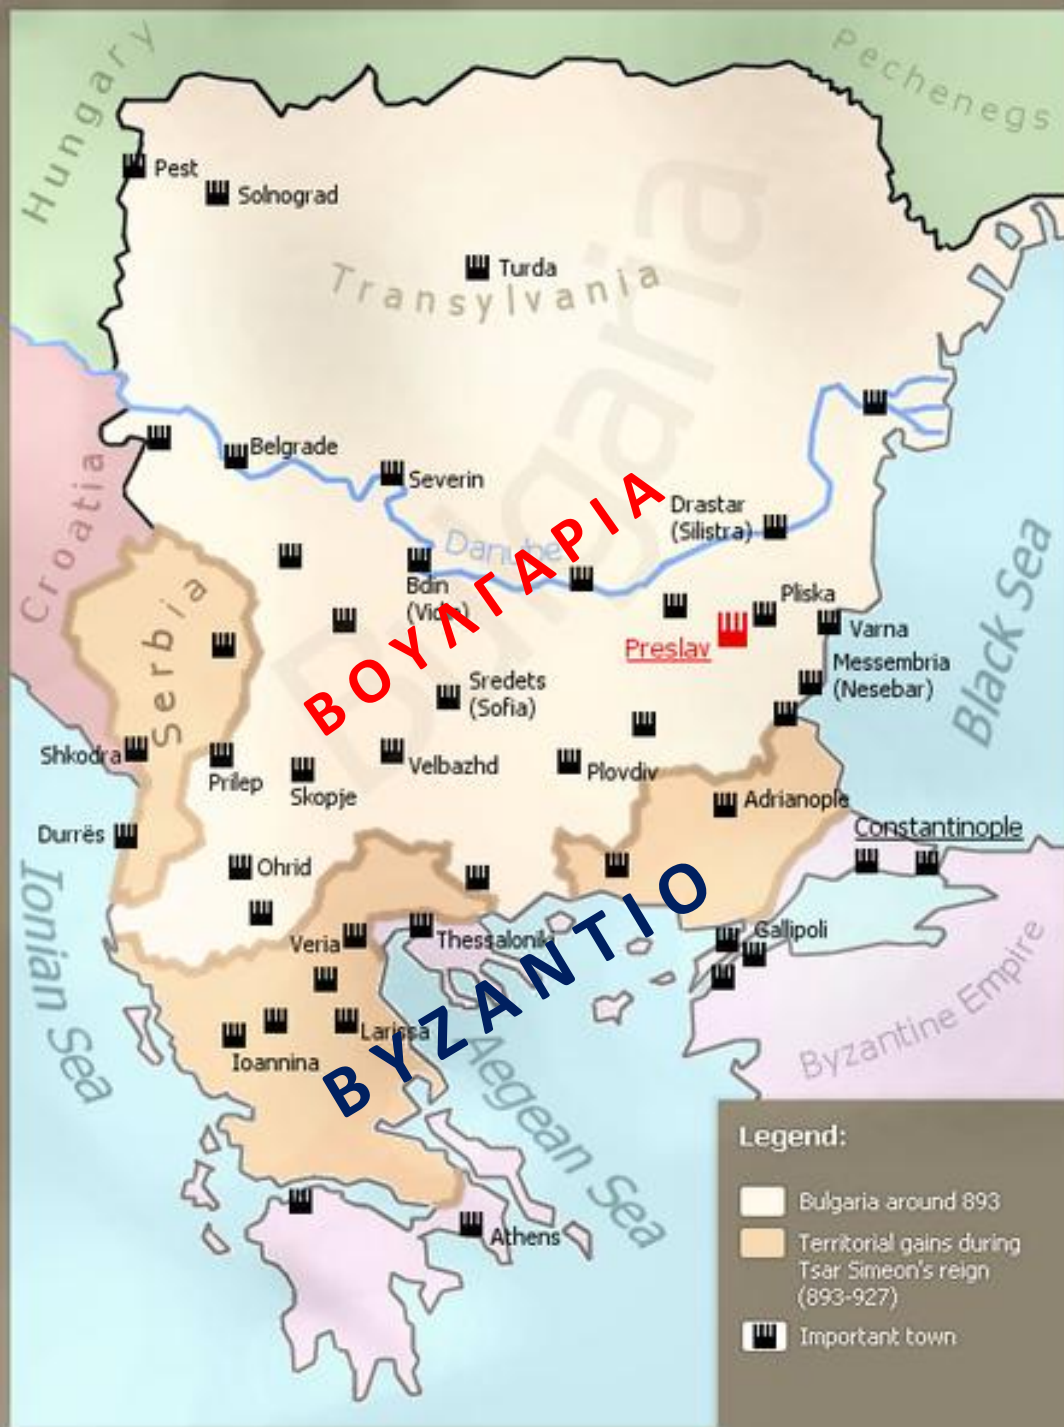 Hungary
Pechenegs
Pest
Solnograd
Turda
Transylvania
Bulgaria
Belgrade
Severin
Croatia
Drastar
(Silistra)
Danube
ΒΟΥΛΓΑΡΙΑ
Bdin
(Vidin)
Pliska
Preslav
Varna
Black Sea
Serbia
Messembria
(Nesebar)
Sredets
(Sofia)
Shkodra
Prilep
Skopje
Velbazhd
Plovdiv
Adrianople
Durrës
Constantinople
Ohrid
Ionian Sea
ΒΥΖΑΝΤΙΟ
Veria
Thessaloniki
Gallipoli
Larissa
Ioannina
Byzantine Empire
Aegean Sea
Athens
Legend:
Bulgaria around 893
Territorial gains during
Tsar Simeon's reign
(893-927)
Important town